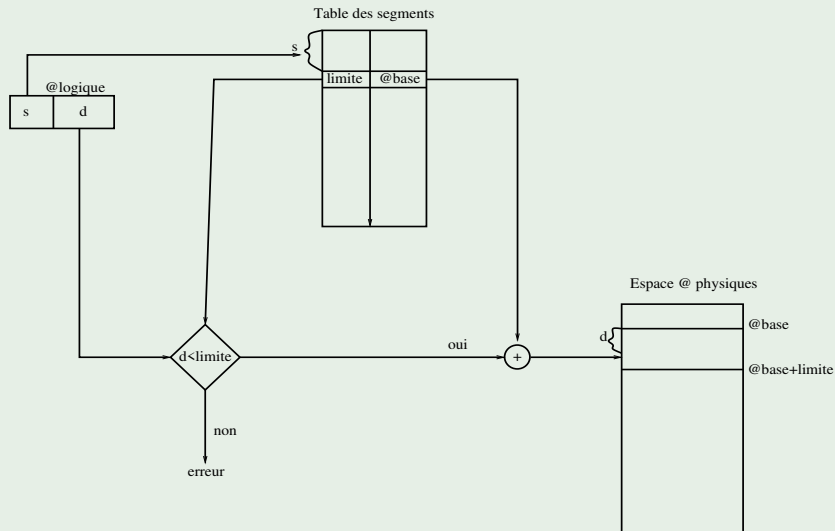 Table des segments
s
limite @base
@logique
s d
Espace @ physiques
@base
d
@base+limite
d<limite
oui
+
non
erreur